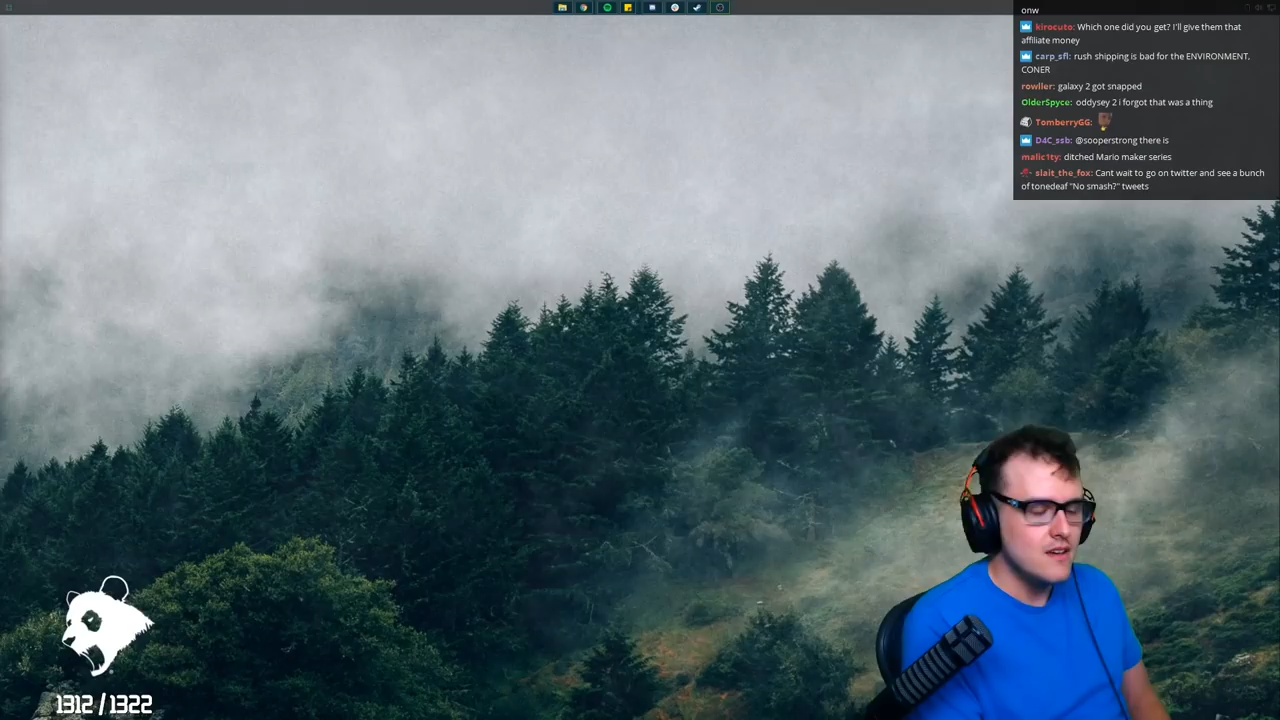 onw
kirocuto: Which one did you get? I'll give them that
affiliate money
carp_sfl: rush shipping is bad for the ENVIRONMENT,
CONER
rowller: galaxy 2 got snapped
OlderSpyce: oddysey 2 i forgot that was a thing
TomberryGG:
D4C_ssb: @sooperstrong there is
malic1ty: ditched Mario maker series
slait_the_fox: Cant wait to go on twitter and see a bunch
of tonedeaf "No smash?" tweets
1312 / 1322